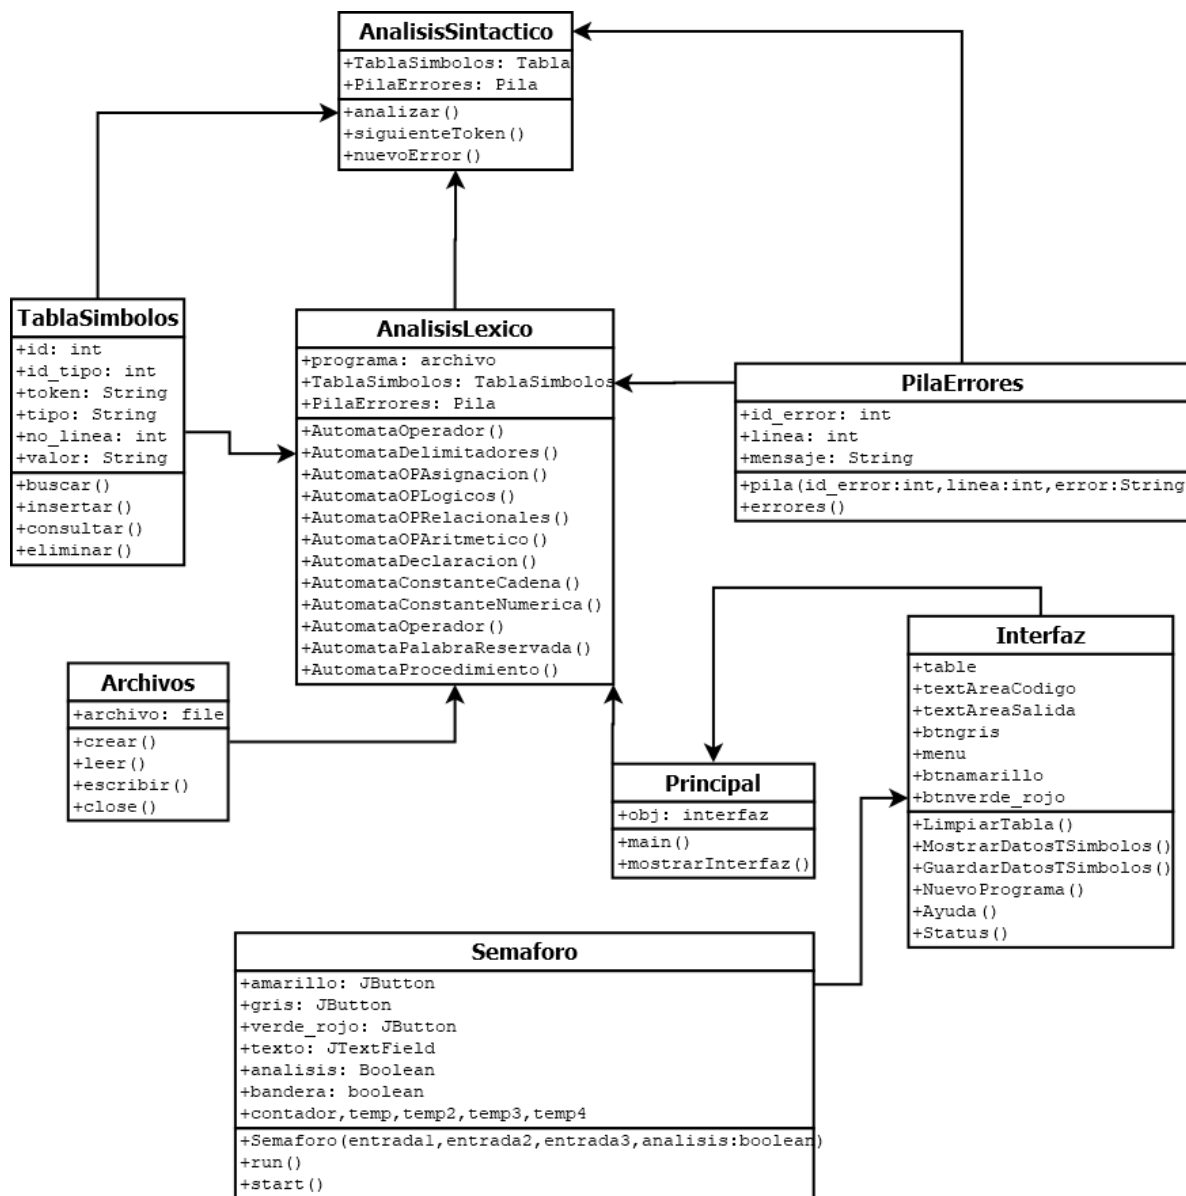 AnalisisSintactico
+TablaSimbolos: Tabla
+PilaErrores: Pila
+analizar()
+siguienteToken()
+nuevoError()
TablaSimbolos
+id: int
+id_tipo: int
+token: String
+tipo: String
+no_linea: int
+valor: String
+buscar()
+insertar()
+consultar()
+eliminar()
AnalisisLexico
+programa: archivo
+TablaSimbolos: TablaSimbolos
+PilaErrores: Pila
+AutomataOperador()
+AutomataDelimitadores()
+AutomataOPAsignacion()
+AutomataOPLogicos()
+AutomataOPRelacionales()
+AutomataOPAritmetico()
+AutomataDeclaracion()
+AutomataConstanteCadena()
+AutomataConstanteNumerica()
+AutomataOperador()
+AutomataPalabraReservada()
+AutomataProcedimiento()
PilaErrores
+id_error: int
+linea: int
+mensaje: String
+pila(id_error:int,linea:int,error:String
+errores()
Archivos
+archivo: file
+crear()
+leer()
+escribir()
+close()
Principal
+obj: interfaz
+main()
+mostrarInterfaz()
Interfaz
+table
+textAreaCodigo
+textAreaSalida
+btngris
+menu
+btnamarillo
+btnverde_rojo
+LimpiarTabla()
+MostrarDatosTSimbolos()
+GuardarDatosTSimbolos()
+NuevoPrograma()
+Ayuda()
+Status()
Semaforo
+amarillo: JButton
+gris: JButton
+verde_rojo: JButton
+texto: JTextField
+analisis: Boolean
+bandera: boolean
+contador,temp,temp2,temp3,temp4
+Semaforo(entrada1,entrada2,entrada3,analisis:boolean)
+run()
+start()